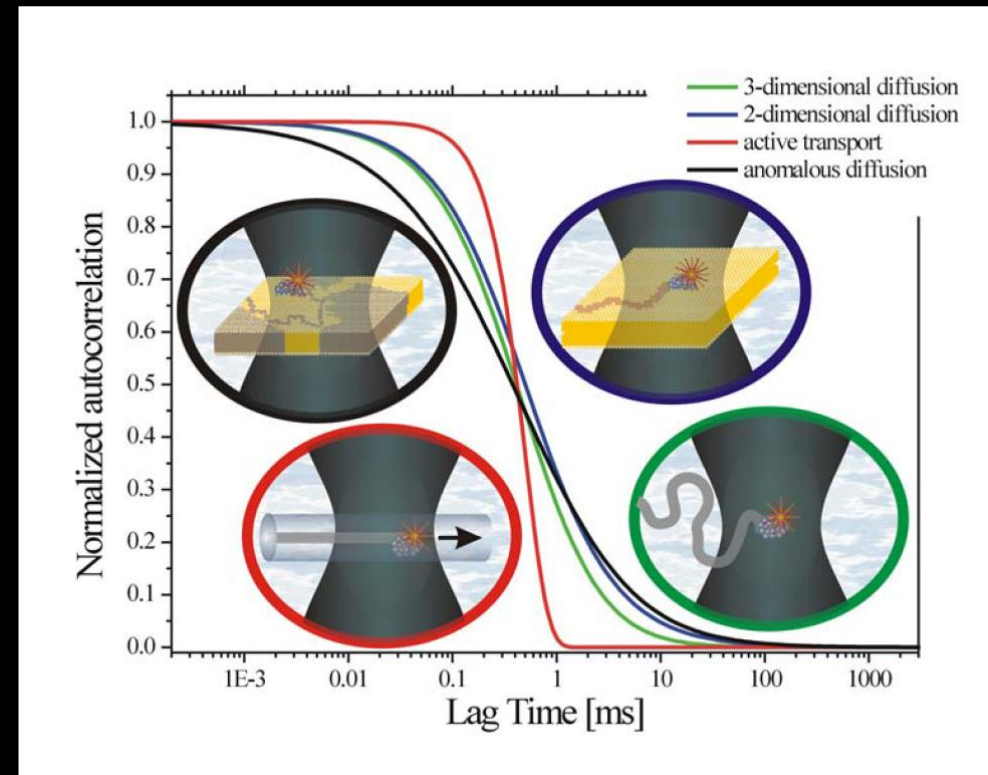 3-dimensional diffusion
2-dimensional diffusion
active transport
anomalous diffusion
Normalized autocorrelation
1.0
0.9
0.8
0.7
0.6
0.5
0.4
0.3
0.2
0.1
0.0
1E-3 0.01 0.1 1 10 100 1000
Lag Time [ms]